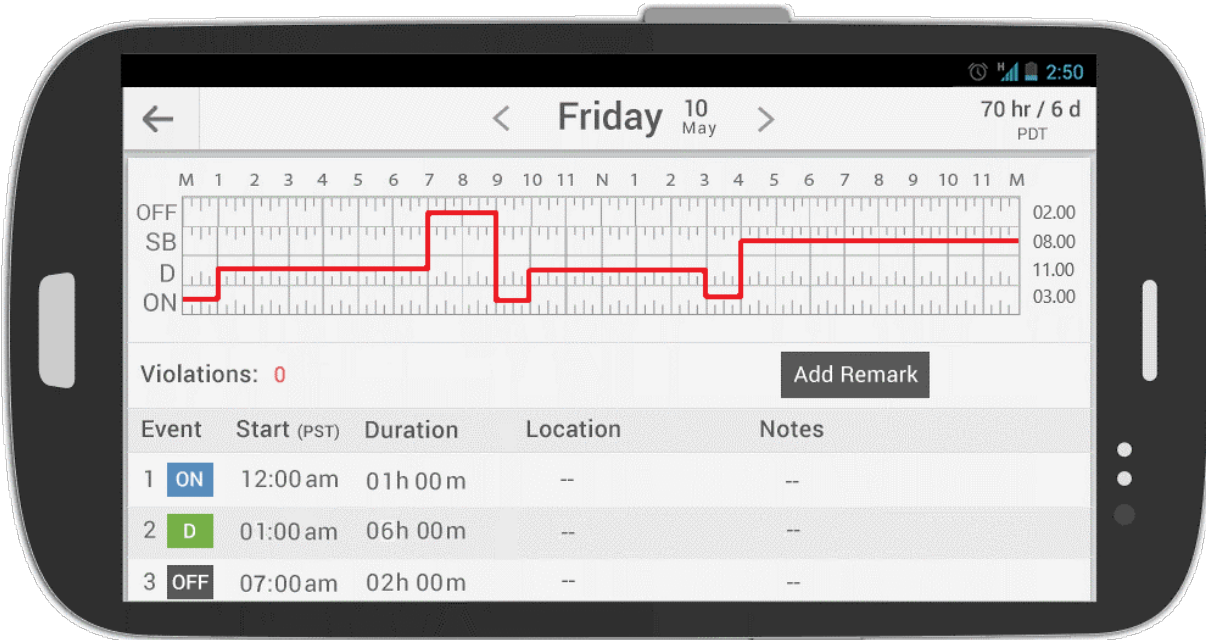 H 2:50
Friday 10 May 70 hr / 6 d PDT
M 1 2 3 4 5 6 7 8 9 10 11 N 1 2 3 4 5 6 7 8 9 10 11 M
OFF 02.00
SB 08.00
D 11.00
ON 03.00
Violations: 0 Add Remark
Event Start (PST) Duration Location Notes
1 ON 12:00 am 01h 00 m -- --
2 D 01:00 am 06h 00 m -- --
3 OFF 07:00 am 02h 00 m -- --